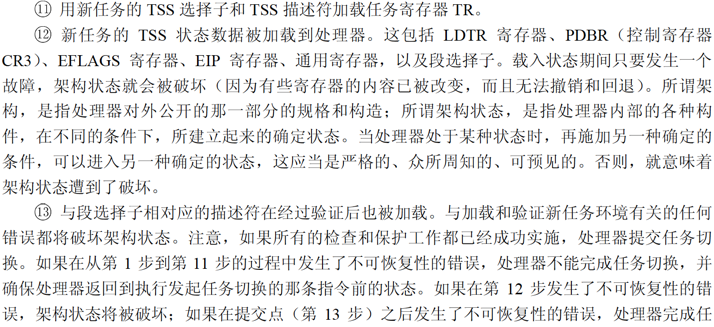 ⑪ 用新任务的 TSS 选择子和 TSS 描述符加载任务寄存器 TR。
⑫ 新任务的 TSS 状态数据被加载到处理器。这包括 LDTR 寄存器、PDBR（控制寄存器
CR3）、EFLAGS 寄存器、EIP 寄存器、通用寄存器，以及段选择子。载入状态期间只要发生一个
故障，架构状态就会被破坏（因为有些寄存器的内容已被改变，而且无法撤销和回退）。所谓架
构，是指处理器对外公开的那一部分的规格和构造；所谓架构状态，是指处理器内部的各种构
件，在不同的条件下，所建立起来的确定状态。当处理器处于某种状态时，再施加另一种确定的
条件，可以进入另一种确定的状态，这应当是严格的、众所周知的、可预见的。否则，就意味着
架构状态遭到了破坏。
⑬ 与段选择子相对应的描述符在经过验证后也被加载。与加载和验证新任务环境有关的任何
错误都将破坏架构状态。注意，如果所有的检查和保护工作都已经成功实施，处理器提交任务切
换。如果在从第 1 步到第 11 步的过程中发生了不可恢复性的错误，处理器不能完成任务切换，并
确保处理器返回到执行发起任务切换的那条指令前的状态。如果在第 12 步发生了不可恢复性的错
误，架构状态将被破坏；如果在提交点（第 13 步）之后发生了不可恢复性的错误，处理器完成任